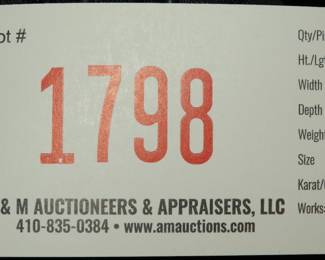 ot #
1798
& M AUCTIONEERS & APPRAISERS, LLC
410-835-0384 • www.amauctions.com
Qty/Pi
Ht./Lg
Width
Depth
Weight
Size
Karat/
Works: